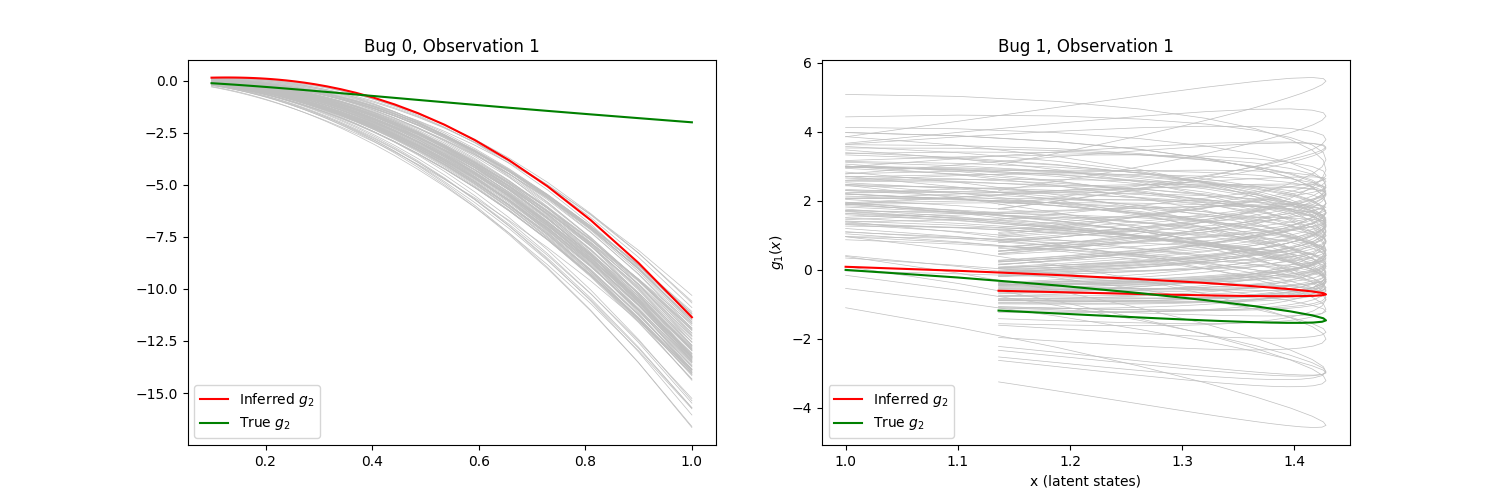 Bug 0, Observation 1
0.0
−2.5
−5.0
−7.5
−10.0
−12.5
−15.0
0.2 0.4 0.6 0.8 1.0
Inferred g₂
True g₂
Bug 1, Observation 1
g₁(x)
6
4
2
0
−2
−4
1.0 1.1 1.2 1.3 1.4
x (latent states)
Inferred g₂
True g₂